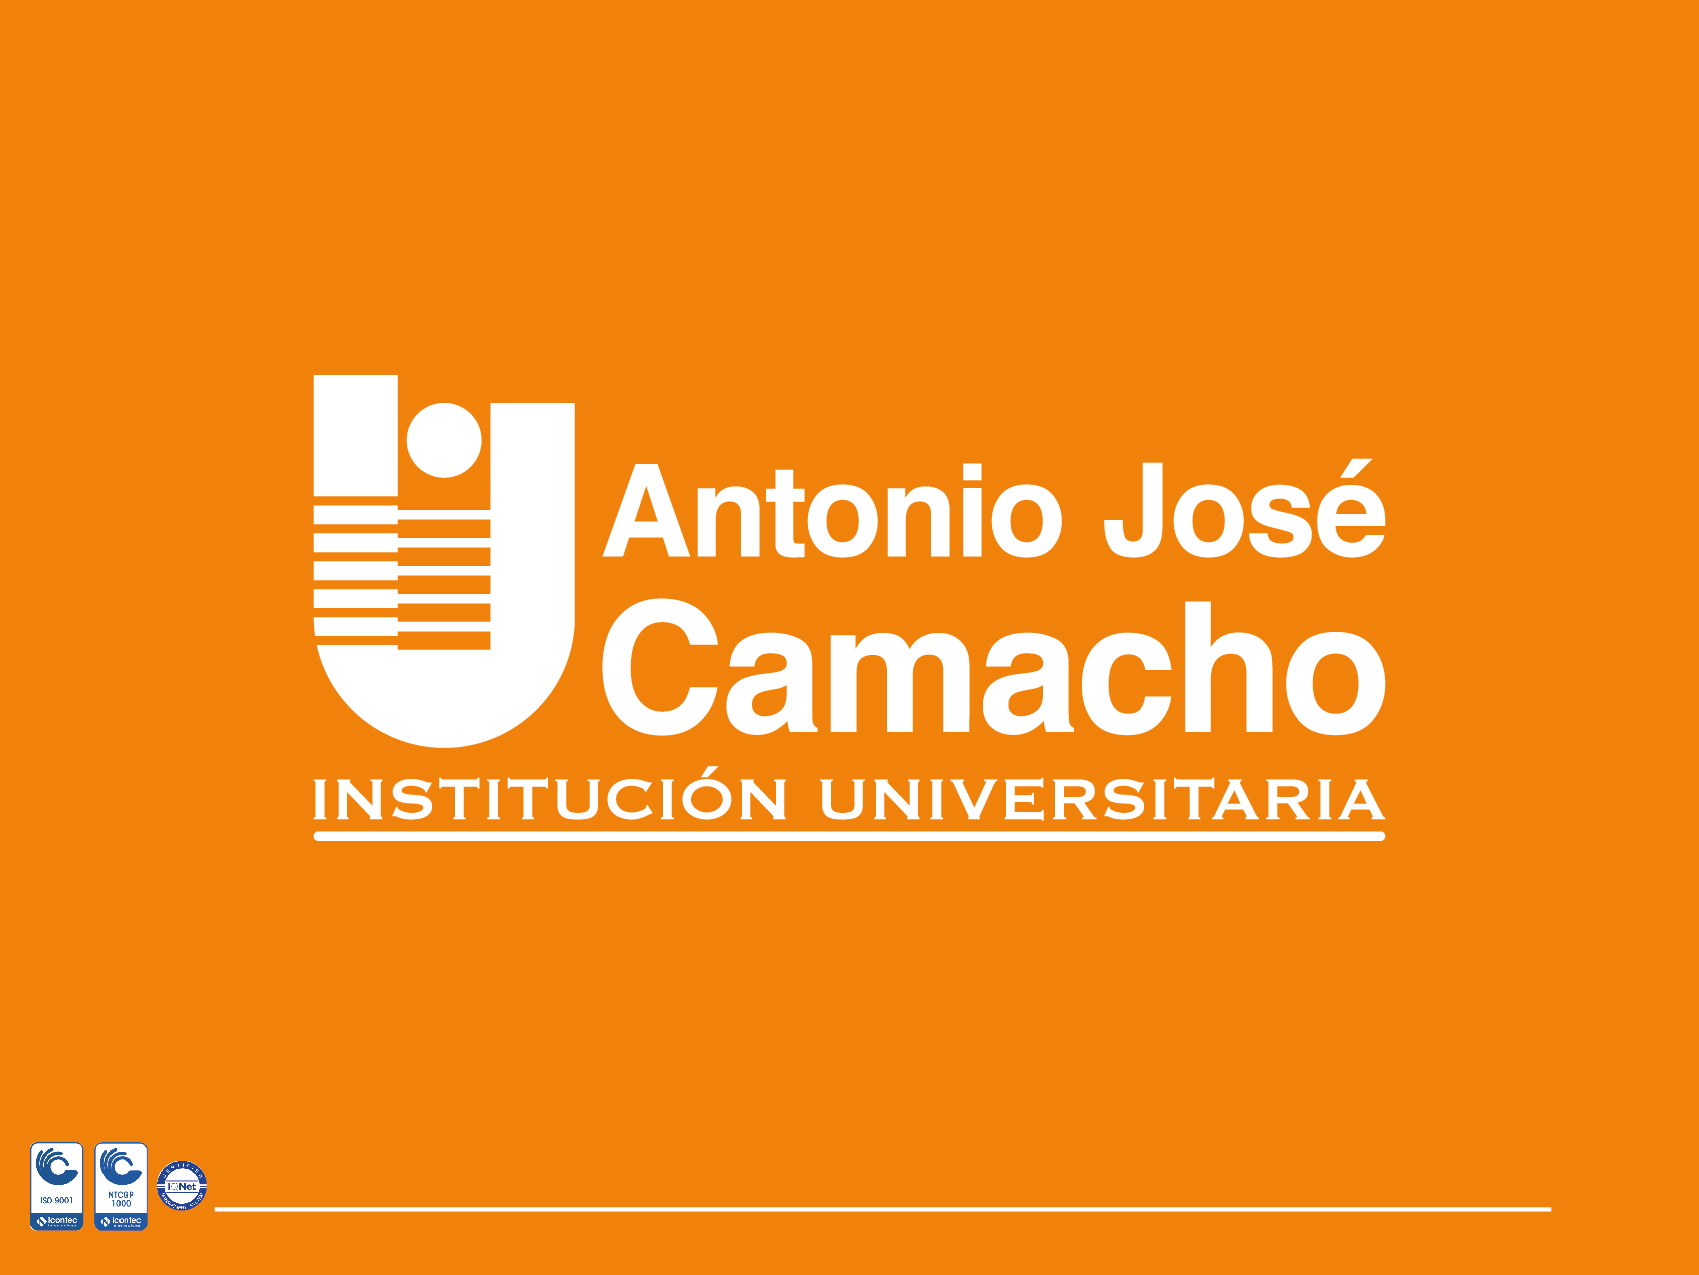 Antonio José
Camacho
INSTITUCIÓN UNIVERSITARIA
ISO 9001
icontec
NTCGP
1000
icontec
IQNet